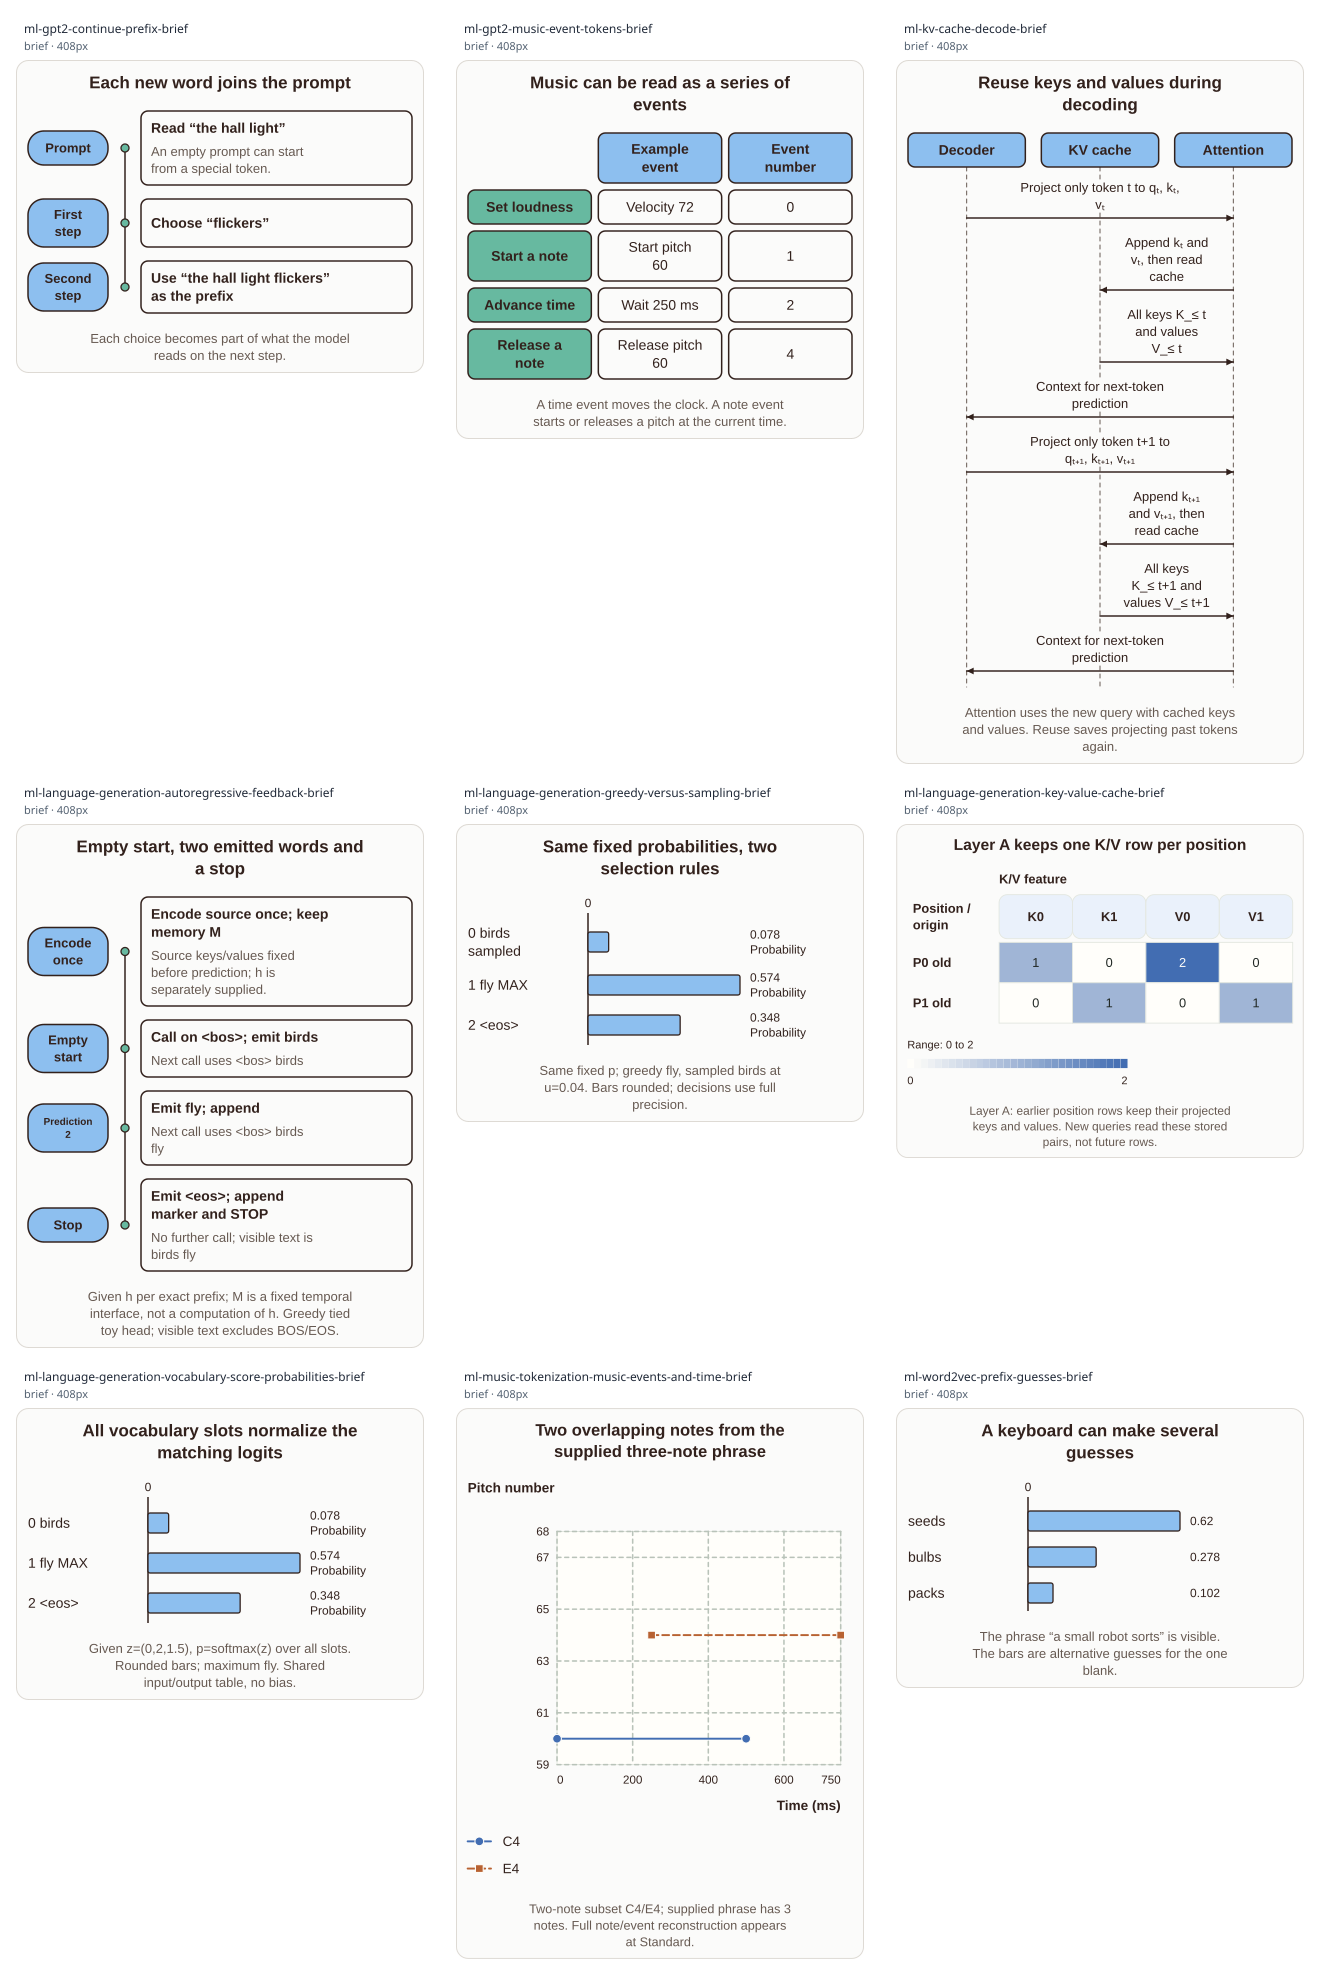 ml-gpt2-continue-prefix-brief
brief · 408px
Each new word joins the prompt
Prompt
Read “the hall light”
An empty prompt can start
from a special token.
First
step
Choose “flickers”
Second
step
Use “the hall light flickers”
as the prefix
Each choice becomes part of what the model
reads on the next step.
ml-gpt2-music-event-tokens-brief
brief · 408px
Music can be read as a series of
events
Example
event
Event
number
Set loudness
Velocity 72
0
Start a note
Start pitch
60
1
Advance time
Wait 250 ms
2
Release a
note
Release pitch
60
4
A time event moves the clock. A note event
starts or releases a pitch at the current time.
ml-kv-cache-decode-brief
brief · 408px
Reuse keys and values during
decoding
Decoder
KV cache
Attention
Project only token t to qₜ, kₜ,
vₜ
Append kₜ and
vₜ, then read
cache
All keys K_≤ t
and values
V_≤ t
Context for next-token
prediction
Project only token t+1 to
qₜ₊₁, kₜ₊₁, vₜ₊₁
Append kₜ₊₁
and vₜ₊₁, then
read cache
All keys
K_≤ t+1 and
values V_≤ t+1
Context for next-token
prediction
Attention uses the new query with cached keys
and values. Reuse saves projecting past tokens
again.
ml-language-generation-autoregressive-feedback-brief
brief · 408px
Empty start, two emitted words and
a stop
Encode
once
Encode source once; keep
memory M
Source keys/values fixed
before prediction; h is
separately supplied.
Empty
start
Call on <bos>; emit birds
Next call uses <bos> birds
Prediction
2
Emit fly; append
Next call uses <bos> birds
fly
Stop
Emit <eos>; append
marker and STOP
No further call; visible text is
birds fly
Given h per exact prefix; M is a fixed temporal
interface, not a computation of h. Greedy tied
toy head; visible text excludes BOS/EOS.
ml-language-generation-greedy-versus-sampling-brief
brief · 408px
Same fixed probabilities, two
selection rules
0
0 birds
sampled
0.078
Probability
1 fly MAX
0.574
Probability
2 <eos>
0.348
Probability
Same fixed p; greedy fly, sampled birds at
u=0.04. Bars rounded; decisions use full
precision.
ml-language-generation-key-value-cache-brief
brief · 408px
Layer A keeps one K/V row per position
K/V feature
Position /
origin
K0
K1
V0
V1
P0 old
1
0
2
0
P1 old
0
1
0
1
Range: 0 to 2
0
2
Layer A: earlier position rows keep their projected
keys and values. New queries read these stored
pairs, not future rows.
ml-language-generation-vocabulary-score-probabilities-brief
brief · 408px
All vocabulary slots normalize the
matching logits
0
0 birds
0.078
Probability
1 fly MAX
0.574
Probability
2 <eos>
0.348
Probability
Given z=(0,2,1.5), p=softmax(z) over all slots.
Rounded bars; maximum fly. Shared
input/output table, no bias.
ml-music-tokenization-music-events-and-time-brief
brief · 408px
Two overlapping notes from the
supplied three-note phrase
Pitch number
68
67
65
63
61
59
0
200
400
600
750
Time (ms)
C4
E4
Two-note subset C4/E4; supplied phrase has 3
notes. Full note/event reconstruction appears
at Standard.
ml-word2vec-prefix-guesses-brief
brief · 408px
A keyboard can make several
guesses
0
seeds
0.62
bulbs
0.278
packs
0.102
The phrase “a small robot sorts” is visible.
The bars are alternative guesses for the one
blank.